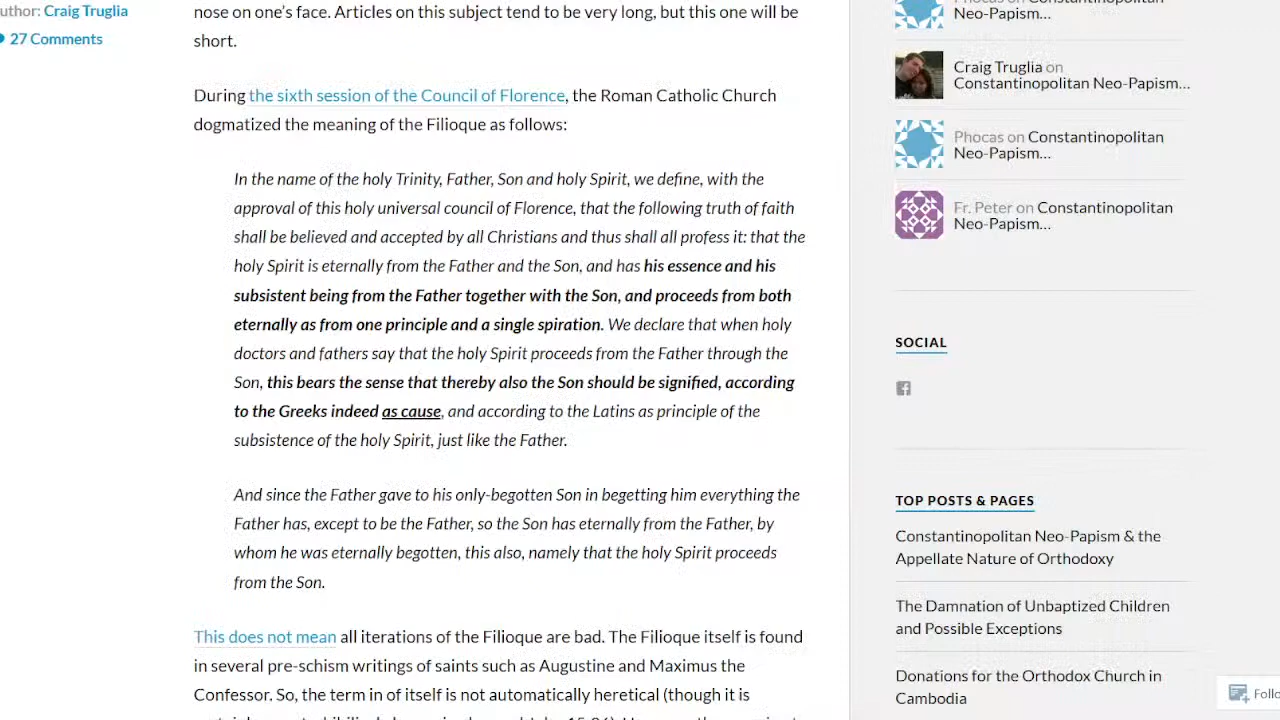 uthor: Craig Truglia
27 Comments
nose on one's face. Articles on this subject tend to be very long, but this one will be
short.
During the sixth session of the Council of Florence, the Roman Catholic Church
dogmatized the meaning of the Filioque as follows:
In the name of the holy Trinity, Father, Son and holy Spirit, we define, with the
approval of this holy universal council of Florence, that the following truth of faith
shall be believed and accepted by all Christians and thus shall all profess it: that the
holy Spirit is eternally from the Father and the Son, and has his essence and his
subsistent being from the Father together with the Son, and proceeds from both
eternally as from one principle and a single spiration. We declare that when holy
doctors and fathers say that the holy Spirit proceeds from the Father through the
Son, this bears the sense that thereby also the Son should be signified, according
to the Greeks indeed as cause, and according to the Latins as principle of the
subsistence of the holy Spirit, just like the Father.
And since the Father gave to his only-begotten Son in begetting him everything the
Father has, except to be the Father, so the Son has eternally from the Father, by
whom he was eternally begotten, this also, namely that the holy Spirit proceeds
from the Son.
This does not mean all iterations of the Filioque are bad. The Filioque itself is found
in several pre-schism writings of saints such as Augustine and Maximus the
Confessor. So, the term in of itself is not automatically heretical (though it is
Phocas on Constantinopolitan
Neo-Papism…
Craig Truglia on
Constantinopolitan Neo-Papism…
Phocas on Constantinopolitan
Neo-Papism…
Fr. Peter on Constantinopolitan
Neo-Papism…
SOCIAL
TOP POSTS & PAGES
Constantinopolitan Neo-Papism & the
Appellate Nature of Orthodoxy
The Damnation of Unbaptized Children
and Possible Exceptions
Donations for the Orthodox Church in
Cambodia
Follo